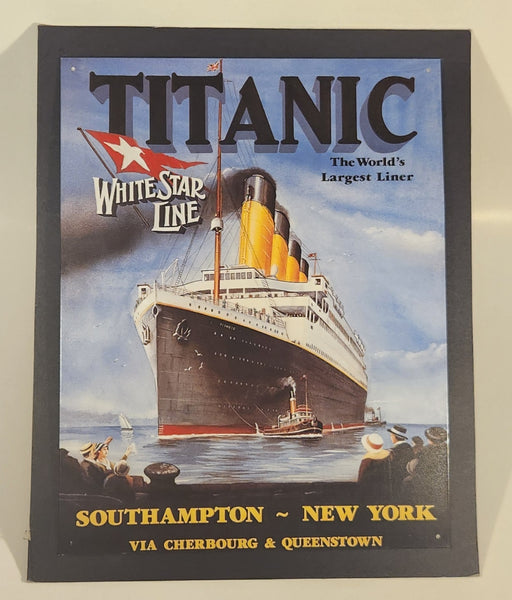 TITANIC
The World's
Largest Liner
WHITE STAR
LINE
SOUTHAMPTON ~ NEW YORK
VIA CHERBOURG & QUEENSTOWN